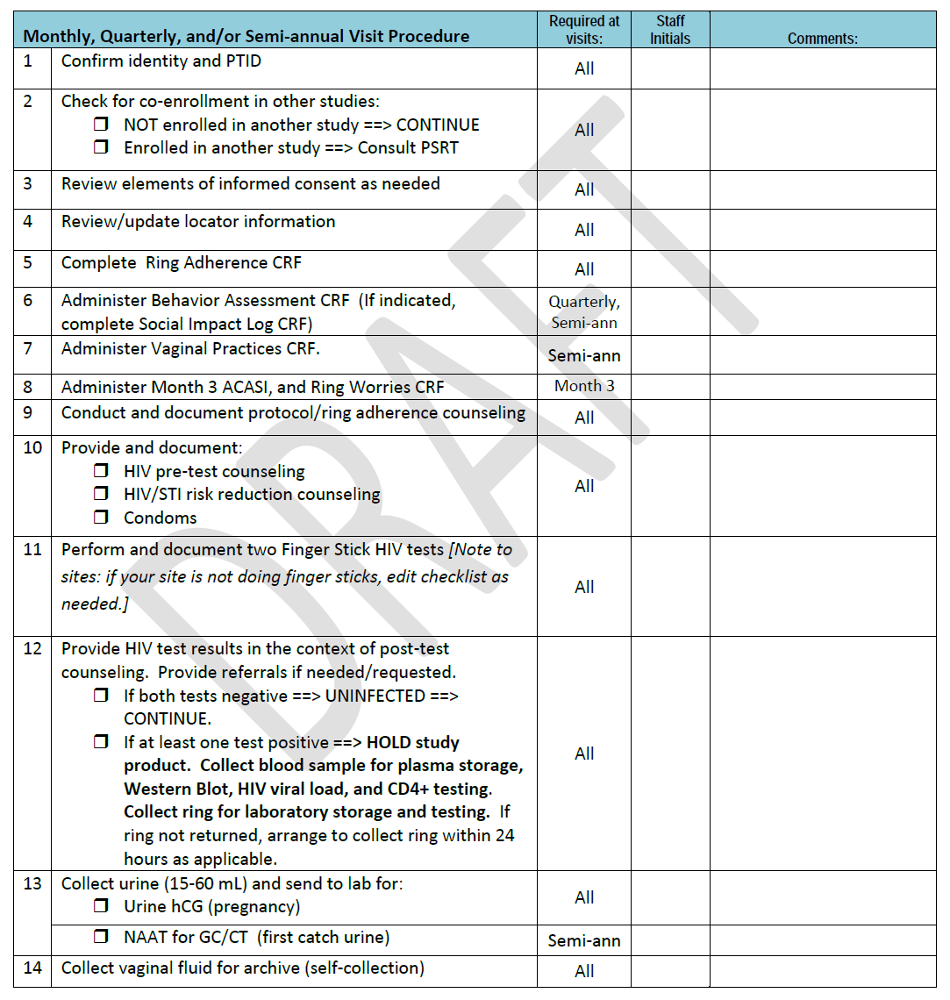 Monthly, Quarterly, and/or Semi-annual Visit Procedure
Required at
visits:
Staff
Initials
Comments:
1
Confirm identity and PTID
All
2
Check for co-enrollment in other studies:
❒ NOT enrolled in another study ==> CONTINUE
❒ Enrolled in another study ==> Consult PSRT
All
3
Review elements of informed consent as needed
All
4
Review/update locator information
All
5
Complete  Ring Adherence CRF
All
6
Administer Behavior Assessment CRF  (If indicated,
complete Social Impact Log CRF)
Quarterly,
Semi-ann
7
Administer Vaginal Practices CRF.
Semi-ann
8
Administer Month 3 ACASI, and Ring Worries CRF
Month 3
9
Conduct and document protocol/ring adherence counseling
All
10
Provide and document:
❒ HIV pre-test counseling
❒ HIV/STI risk reduction counseling
❒ Condoms
All
11
Perform and document two Finger Stick HIV tests [Note to
sites: if your site is not doing finger sticks, edit checklist as
needed.]
All
12
Provide HIV test results in the context of post-test
counseling.  Provide referrals if needed/requested.
❒ If both tests negative ==> UNINFECTED ==>
CONTINUE.
❒ If at least one test positive ==> HOLD study
product.  Collect blood sample for plasma storage,
Western Blot, HIV viral load, and CD4+ testing.
Collect ring for laboratory storage and testing.  If
ring not returned, arrange to collect ring within 24
hours as applicable.
All
13
Collect urine (15-60 mL) and send to lab for:
❒ Urine hCG (pregnancy)
All
❒ NAAT for GC/CT  (first catch urine)
Semi-ann
14
Collect vaginal fluid for archive (self-collection)
All
DRAFT